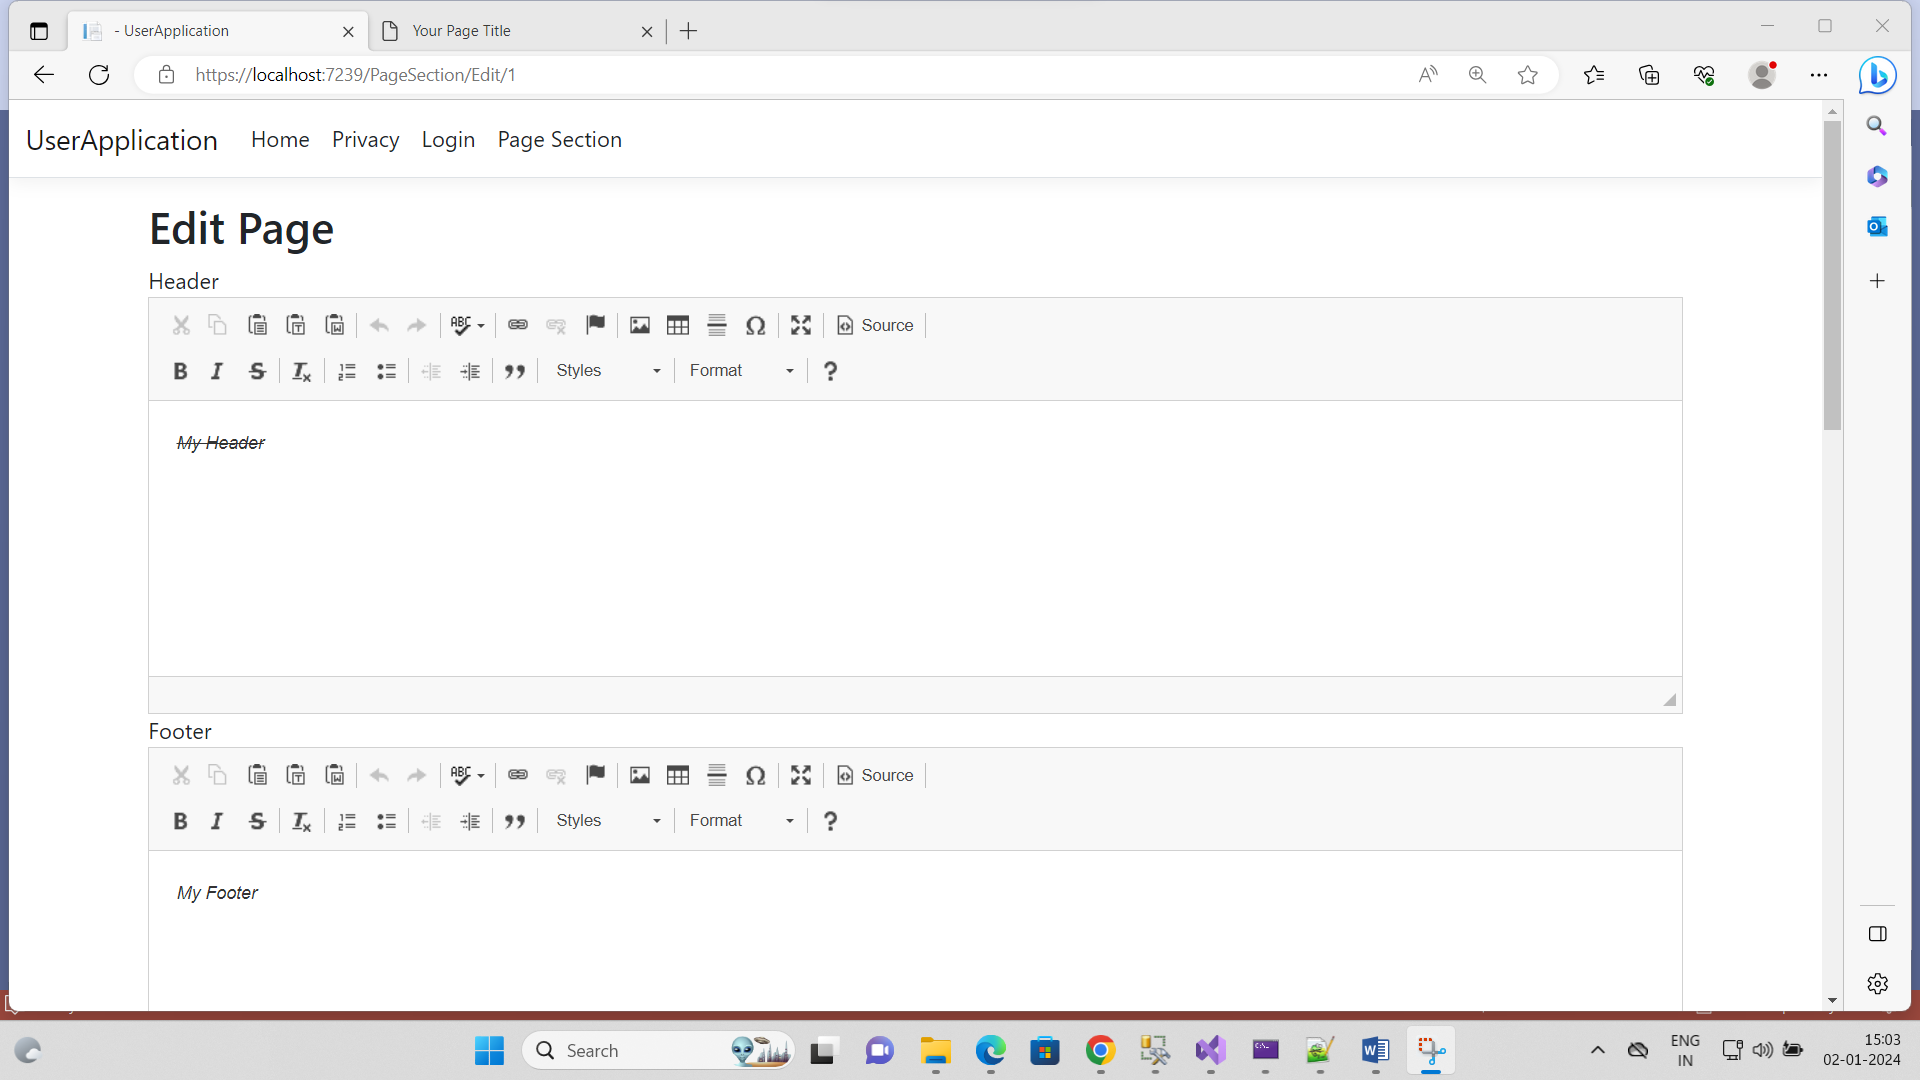 - UserApplication
Your Page Title
https://localhost:7239/PageSection/Edit/1
UserApplication Home Privacy Login Page Section
Edit Page
Header
Source
Styles Format
My Header
Footer
Source
Styles Format
My Footer
Search
ENG
IN
15:03
02-01-2024